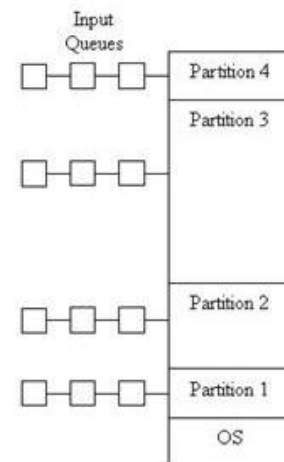 Input
Queues
Partition 4
Partition 3
Partition 2
Partition 1
OS